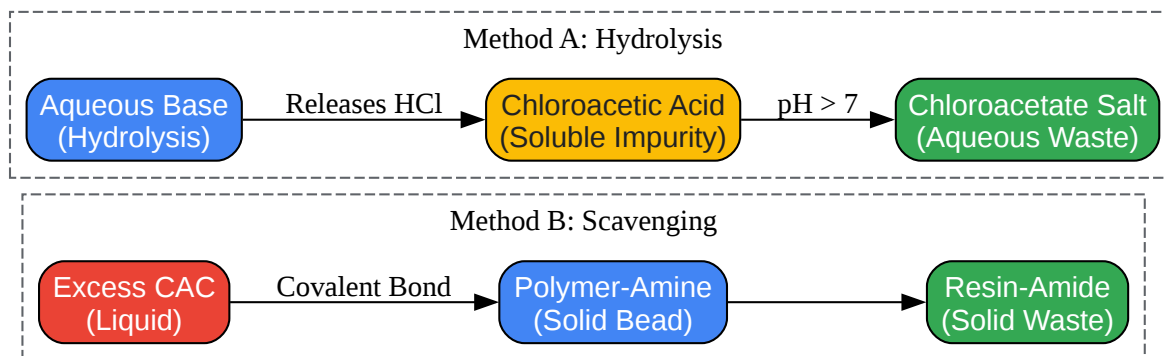 Method A: Hydrolysis
Aqueous Base
(Hydrolysis)
Releases HCl
Chloroacetic Acid
(Soluble Impurity)
pH > 7
Chloroacetate Salt
(Aqueous Waste)
Method B: Scavenging
Excess CAC
(Liquid)
Covalent Bond
Polymer-Amine
(Solid Bead)
Resin-Amide
(Solid Waste)